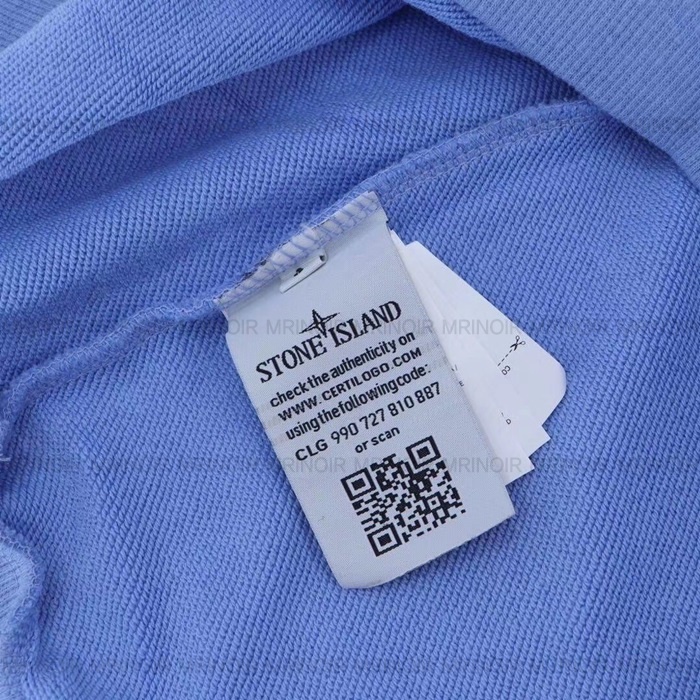 STONE ISLAND
check the authenticity on
WWW.CERTILOGO.COM
using the following code:
CLG 990 727 810 887
or scan
MRINOIR MRINOIR MRINOIR MRINOIR